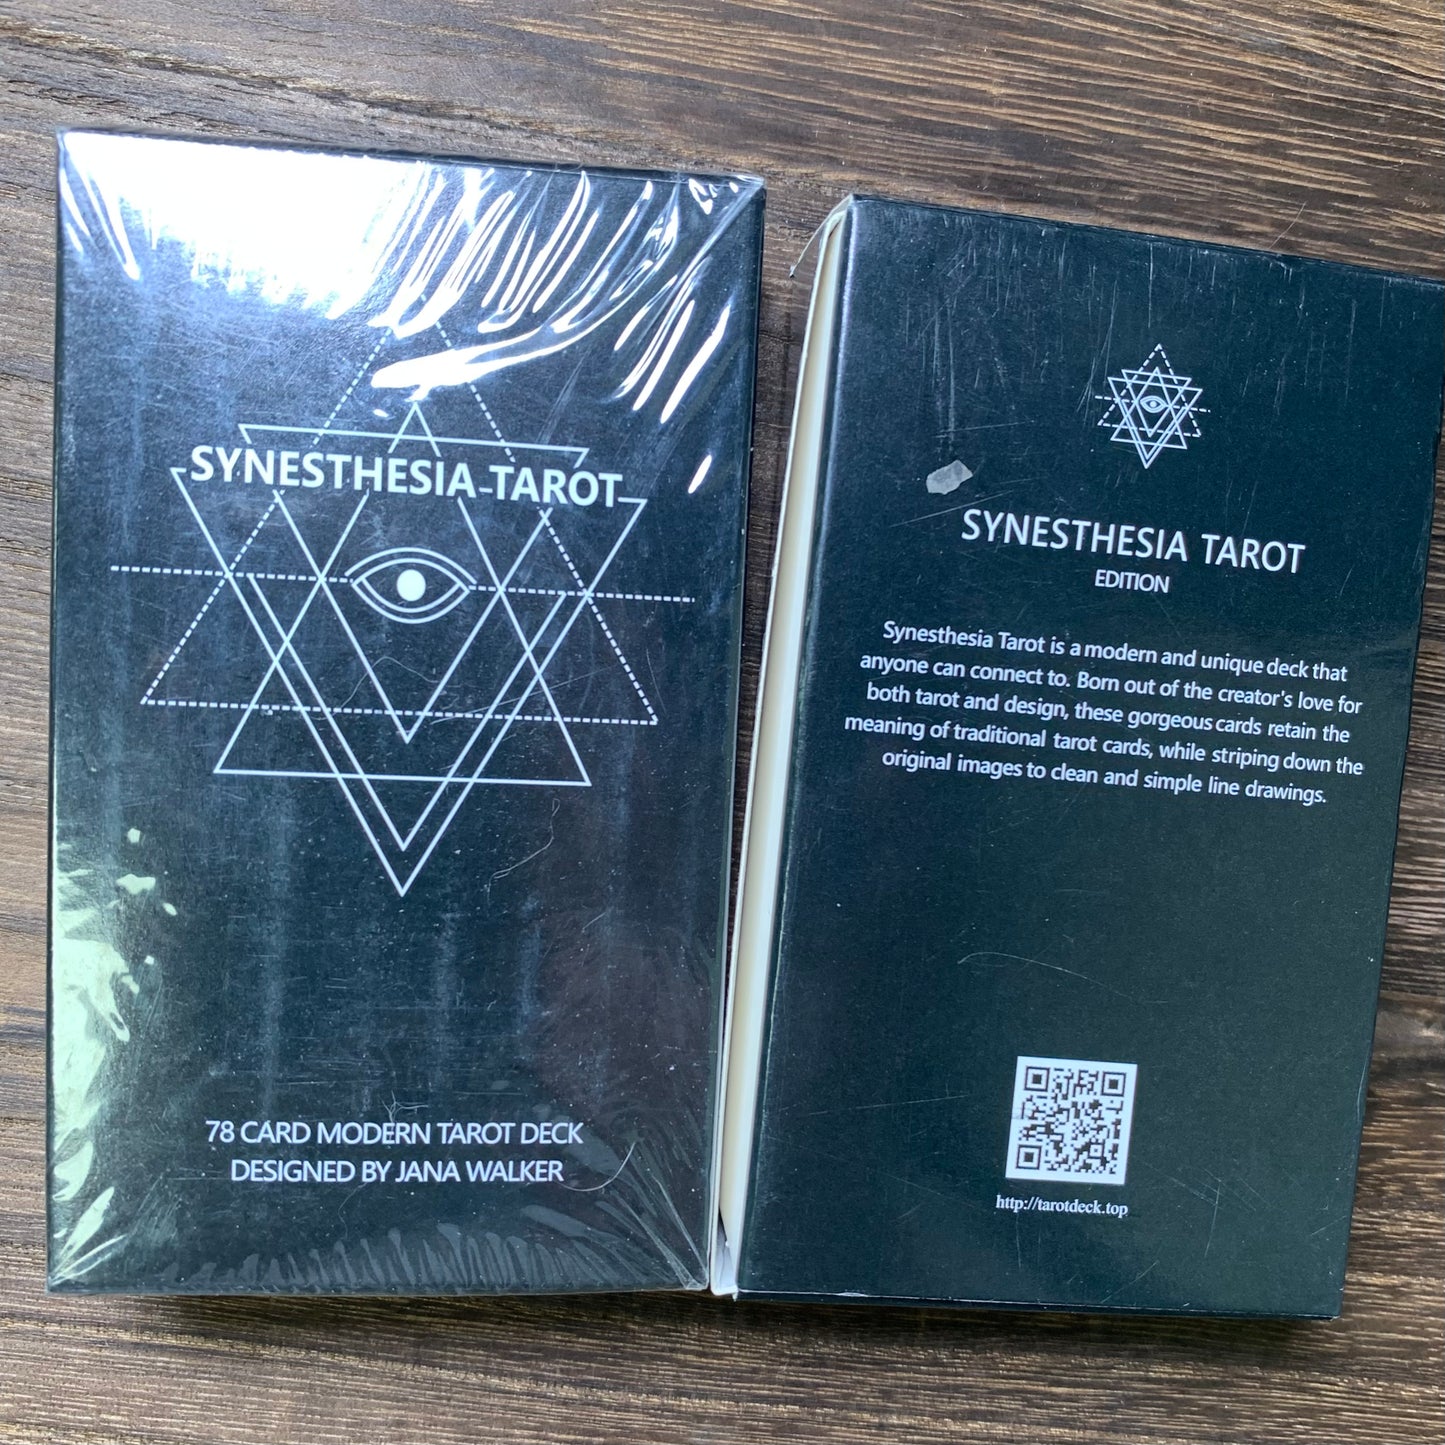 SYNESTHESIA TAROT
78 CARD MODERN TAROT DECK
DESIGNED BY JANA WALKER
SYNESTHESIA TAROT
EDITION
Synesthesia Tarot is a modern and unique deck that
anyone can connect to. Born out of the creator's love for
both tarot and design, these gorgeous cards retain the
meaning of traditional tarot cards, while striping down the
original images to clean and simple line drawings.
http://tarotdeck.top